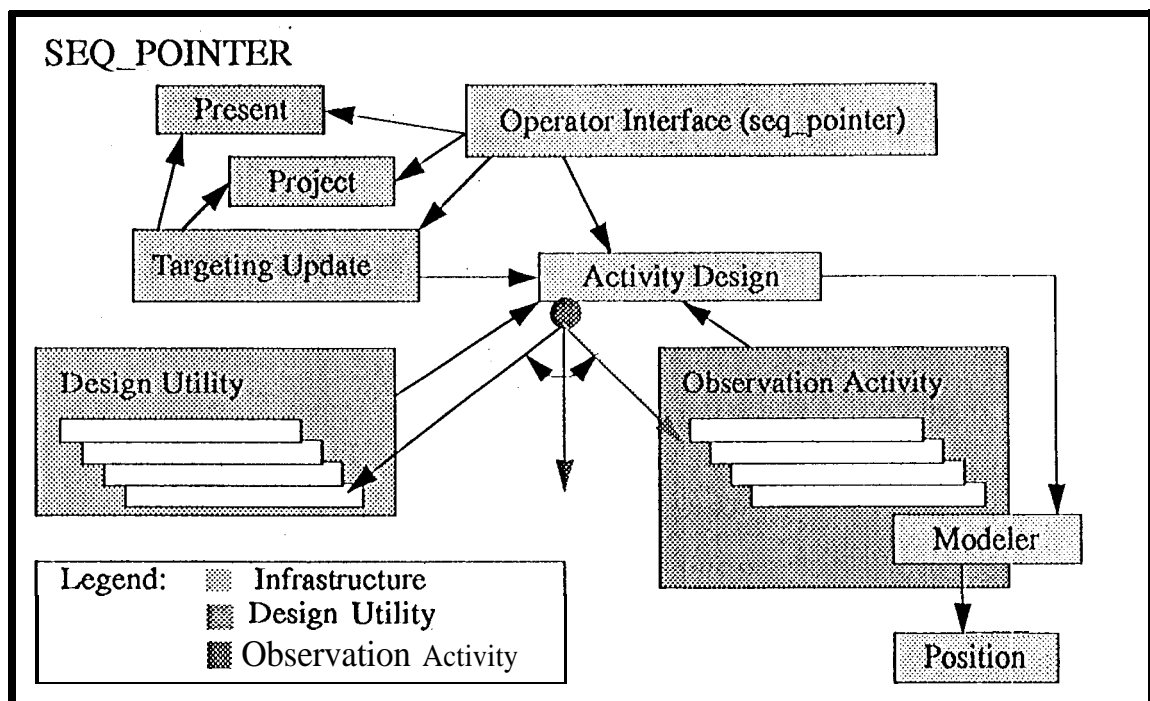 SEQ_POINTER
Present
Operator Interface (seq_pointer)
Project
Targeting Update
Activity Design
Design Utility
Observation Activity
Modeler
Legend:
Infrastructure
Design Utility
Observation Activity
Position